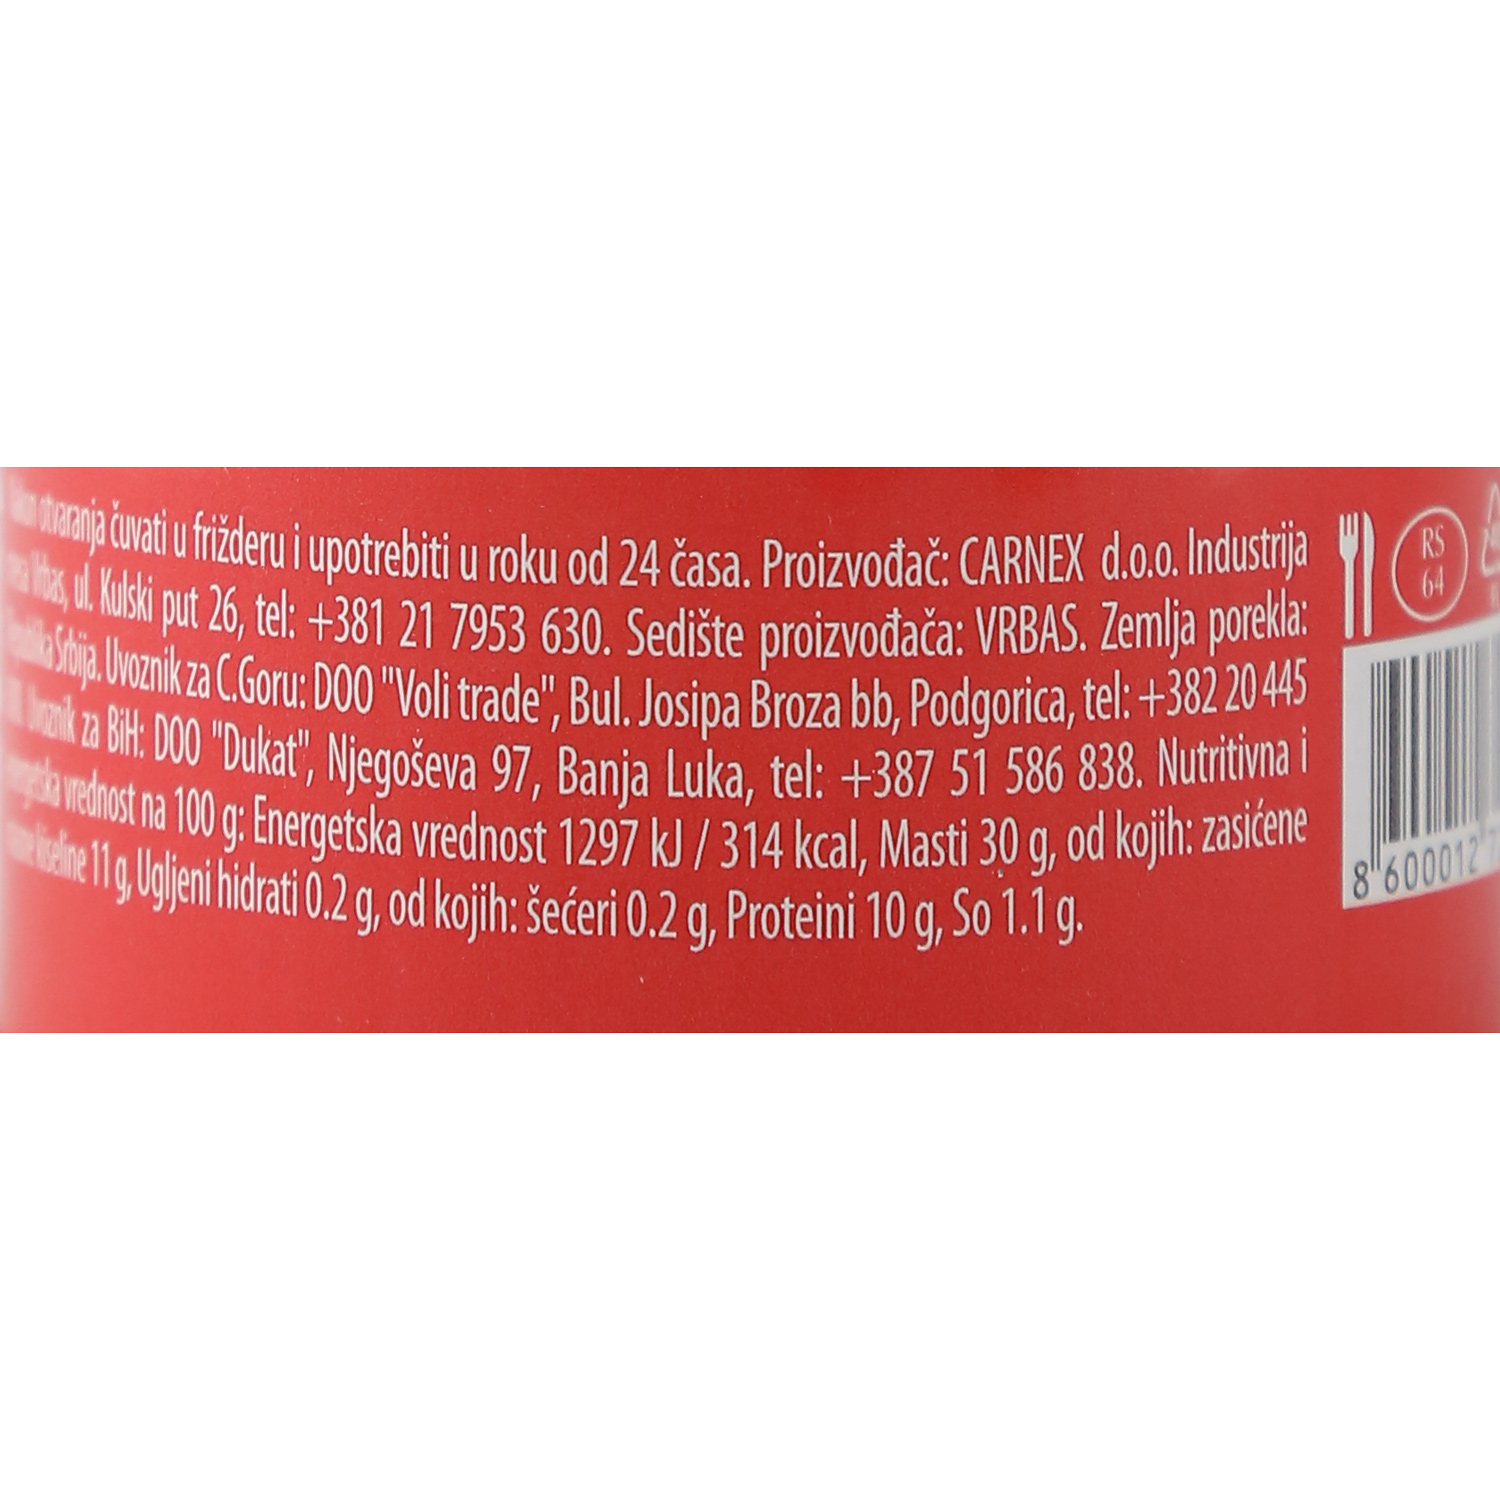 otvaranja čuvati u frižderu i upotrebiti u roku od 24 časa. Proizvođač: CARNEX d.o.o. Industrija
Vrbas, ul. Kulski put 26, tel: +381 21 7953 630. Sedište proizvođača: VRBAS. Zemlja porekla:
Srbija. Uvoznik za C.Goru: DOO "Voli trade", Bul. Josipa Broza bb, Podgorica, tel: +382 20 445
Uvoznik za BiH: DOO "Dukat", Njegoševa 97, Banja Luka, tel: +387 51 586 838. Nutritivna i
vrednost na 100 g: Energetska vrednost 1297 kJ / 314 kcal, Masti 30 g, od kojih: zasićene
kiseline 11 g, Ugljeni hidrati 0.2 g, od kojih: šećeri 0.2 g, Proteini 10 g, So 1.1 g.
RS
64
8 600012